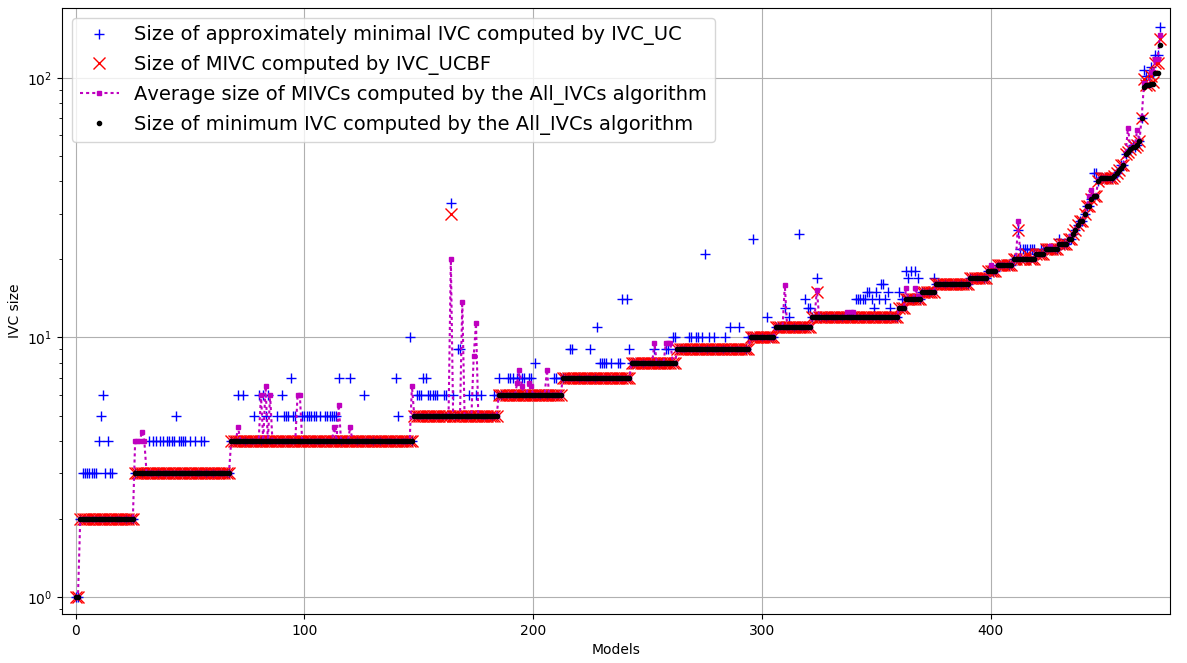 Size of approximately minimal IVC computed by IVC_UC
Size of MIVC computed by IVC_UCBF
Average size of MIVCs computed by the All_IVCs algorithm
Size of minimum IVC computed by the All_IVCs algorithm
10²
10¹
10⁰
IVC size
0 100 200 300 400
Models